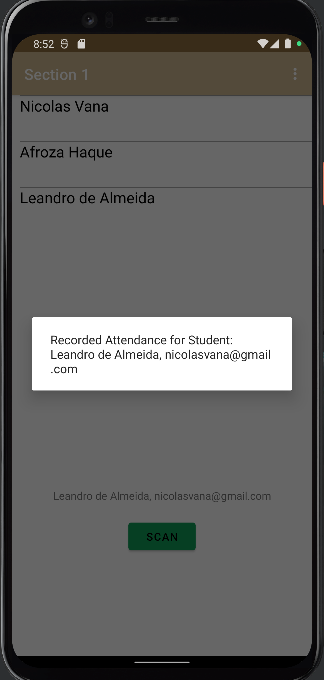 8:52
Section 1
Nicolas Vana
Afroza Haque
Leandro de Almeida
Recorded Attendance for Student:
Leandro de Almeida, nicolasvana@gmail
.com
Leandro de Almeida, nicolasvana@gmail.com
SCAN